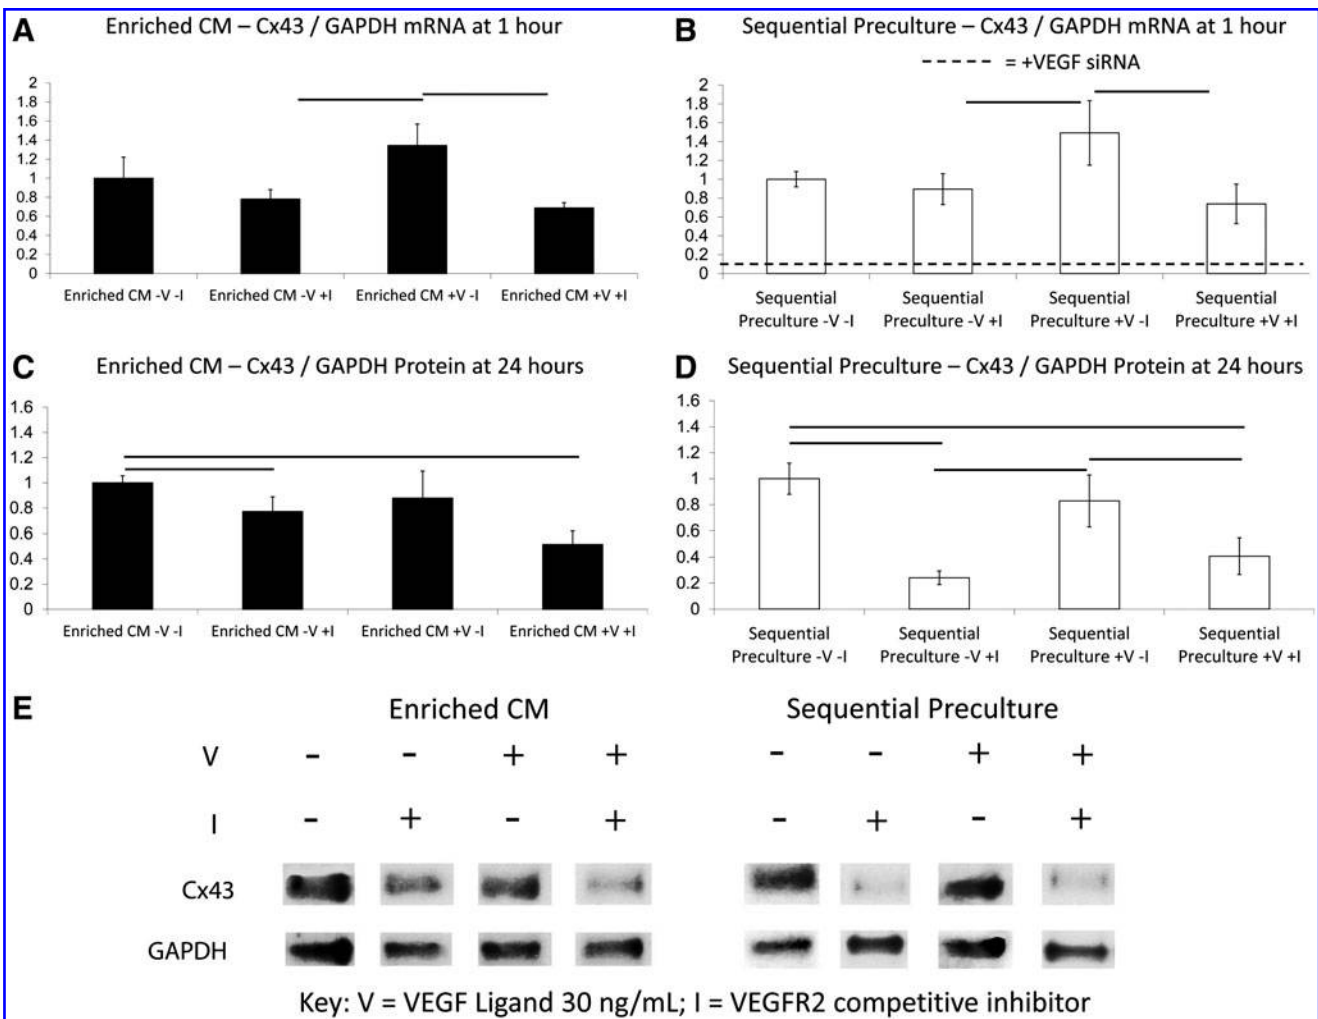 A Enriched CM – Cx43 / GAPDH mRNA at 1 hour
2
1.8
1.6
1.4
1.2
1
0.8
0.6
0.4
0.2
0
Enriched CM -V -I Enriched CM -V +I Enriched CM +V -I Enriched CM +V +I
B Sequential Preculture – Cx43 / GAPDH mRNA at 1 hour
= +VEGF siRNA
2
1.8
1.6
1.4
1.2
1
0.8
0.6
0.4
0.2
0
Sequential Sequential Sequential Sequential
Preculture -V -I Preculture -V +I Preculture +V -I Preculture +V +I
C Enriched CM – Cx43 / GAPDH Protein at 24 hours
1.6
1.4
1.2
1
0.8
0.6
0.4
0.2
0
Enriched CM -V -I Enriched CM -V +I Enriched CM +V -I Enriched CM +V +I
D Sequential Preculture – Cx43 / GAPDH Protein at 24 hours
1.6
1.4
1.2
1
0.8
0.6
0.4
0.2
0
Sequential Sequential Sequential Sequential
Preculture -V -I Preculture -V +I Preculture +V -I Preculture +V +I
E Enriched CM Sequential Preculture
V - - + + - - + +
I - + - + - + - +
Cx43
GAPDH
Key: V = VEGF Ligand 30 ng/mL; I = VEGFR2 competitive inhibitor